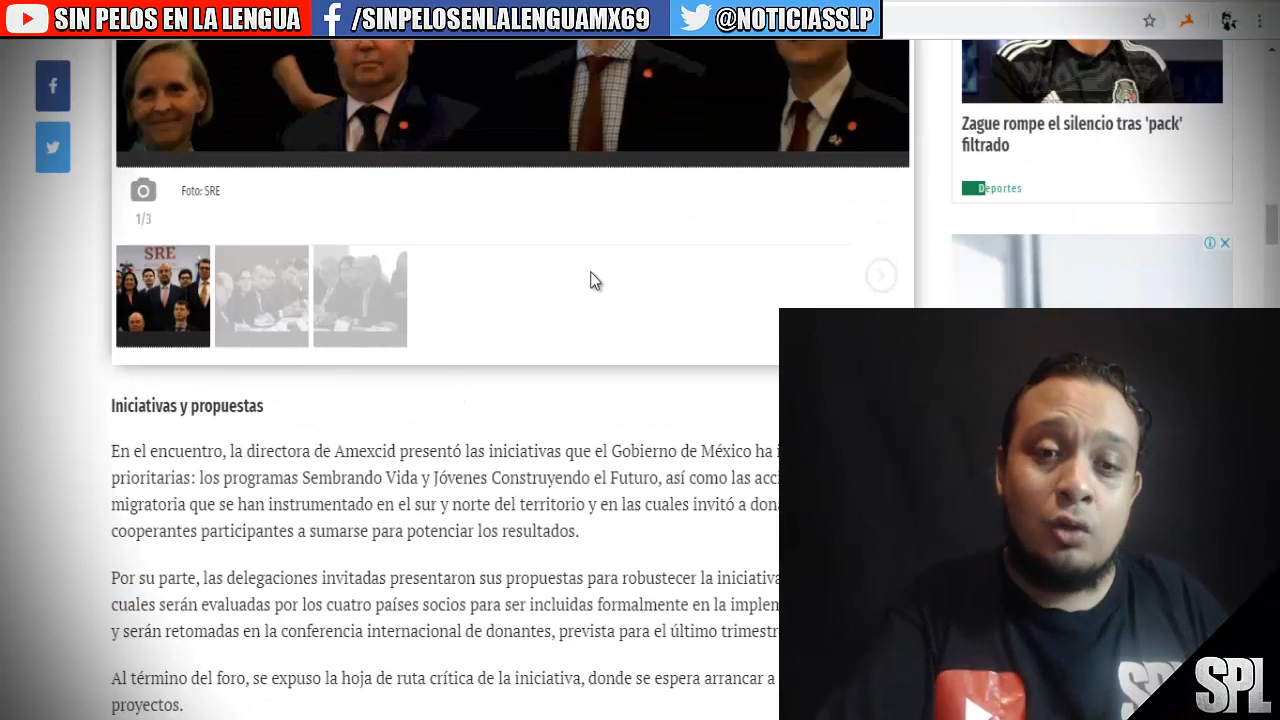 SIN PELOS EN LA LENGUA
/SINPELOSENLALENGUAMX69
@NOTICIASSLP
Zague rompe el silencio tras 'pack'
filtrado
Deportes
Foto: SRE
1/3
SRE
Iniciativas y propuestas
En el encuentro, la directora de Amexcid presentó las iniciativas que el Gobierno de México ha
prioritarias: los programas Sembrando Vida y Jóvenes Construyendo el Futuro, así como las
migratoria que se han instrumentado en el sur y norte del territorio y en las cuales invitó a
cooperantes participantes a sumarse para potenciar los resultados.
Por su parte, las delegaciones invitadas presentaron sus propuestas para robustecer la
cuales serán evaluadas por los cuatro países socios para ser incluidas formalmente en la
y serán retomadas en la conferencia internacional de donantes, prevista para el último
Al término del foro, se expuso la hoja de ruta crítica de la iniciativa, donde se espera arrancar a
proyectos.
SPL
SPL